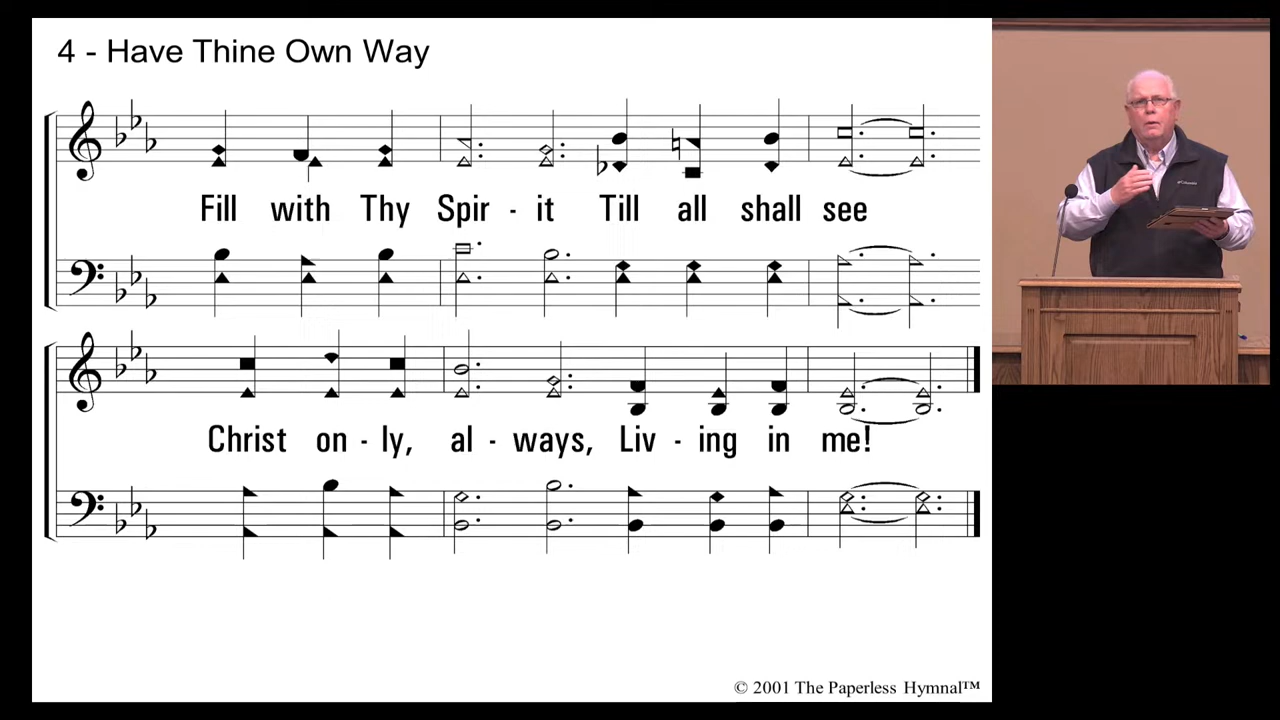 4 - Have Thine Own Way
Fill with Thy Spir - it Till all shall see
Christ on - ly, al - ways, Liv - ing in me!
© 2001 The Paperless Hymnal™
Columbia